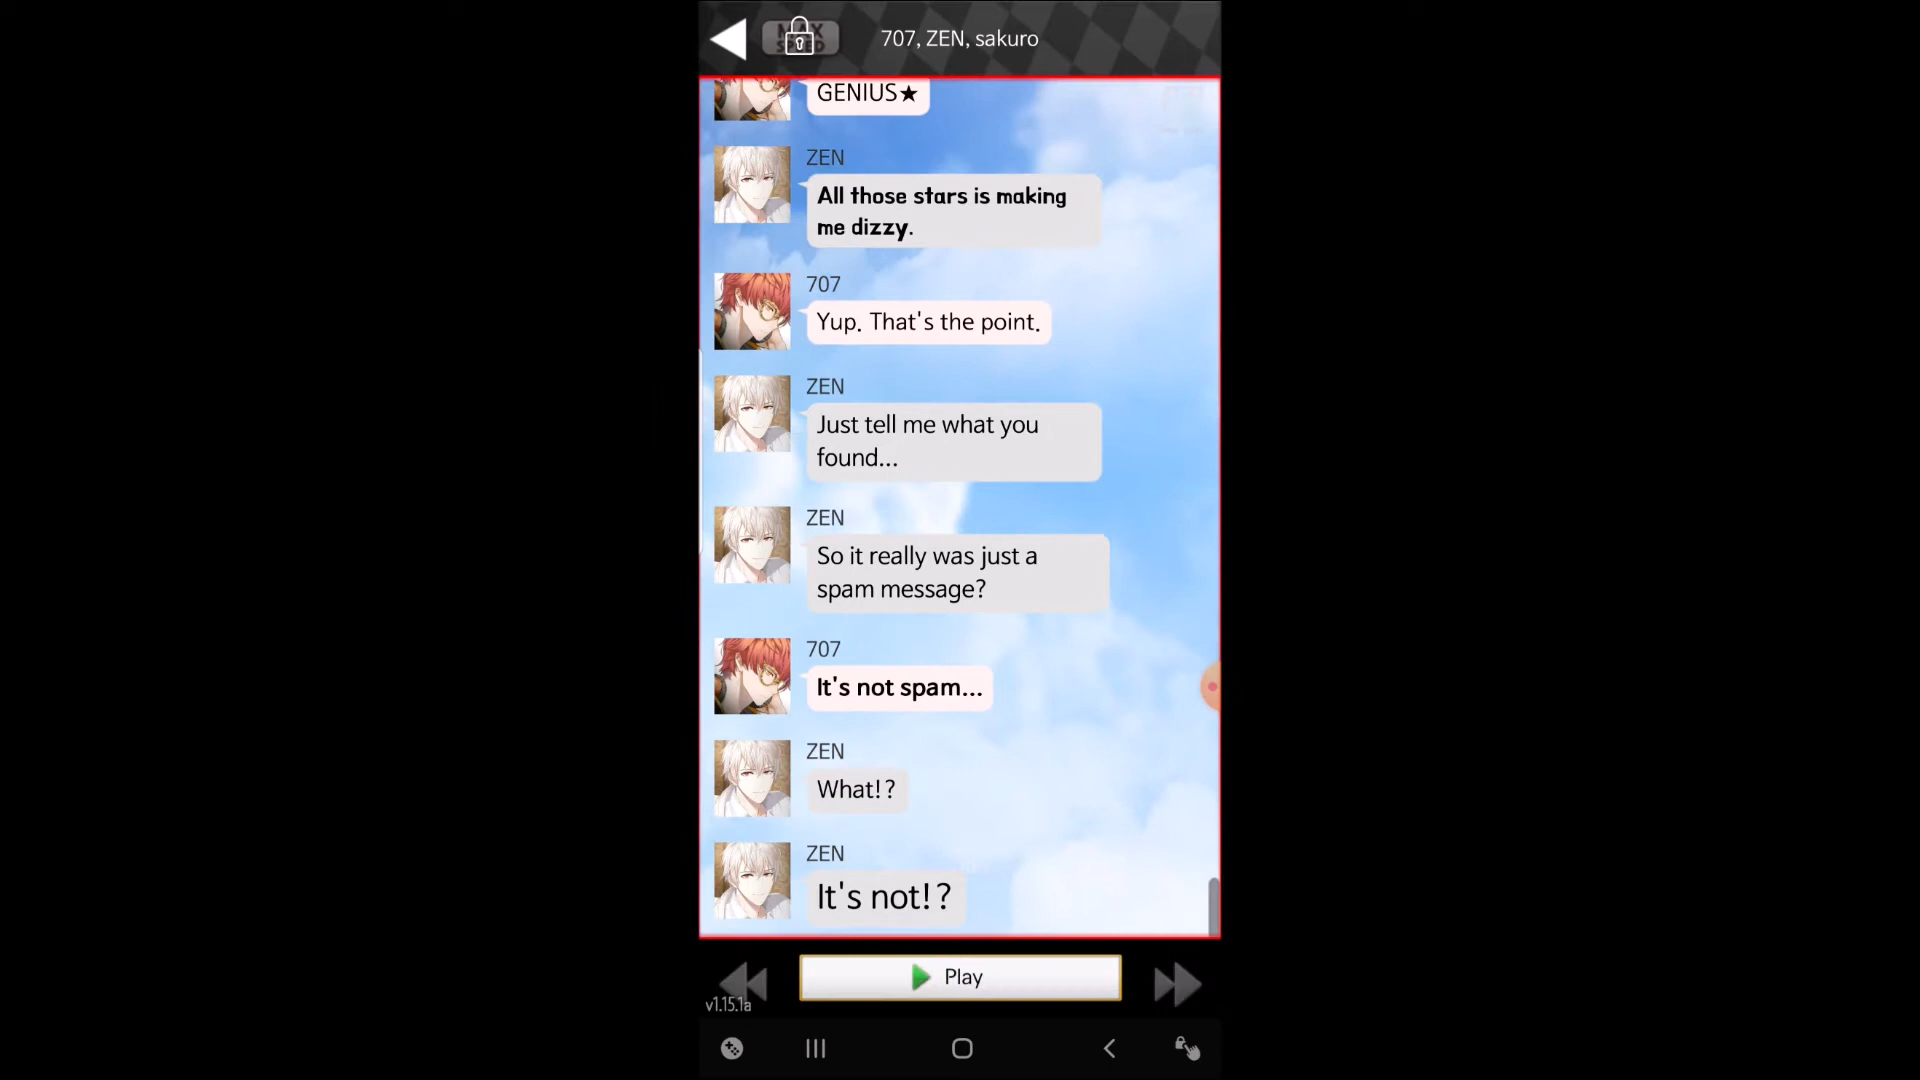 MAX
SPEED
707, ZEN, sakuro
GENIUS★
ZEN
All those stars is making
me dizzy.
707
Yup. That's the point.
ZEN
Just tell me what you
found...
ZEN
So it really was just a
spam message?
707
It's not spam...
ZEN
What!?
ZEN
It's not!?
Play
v1.15.1a